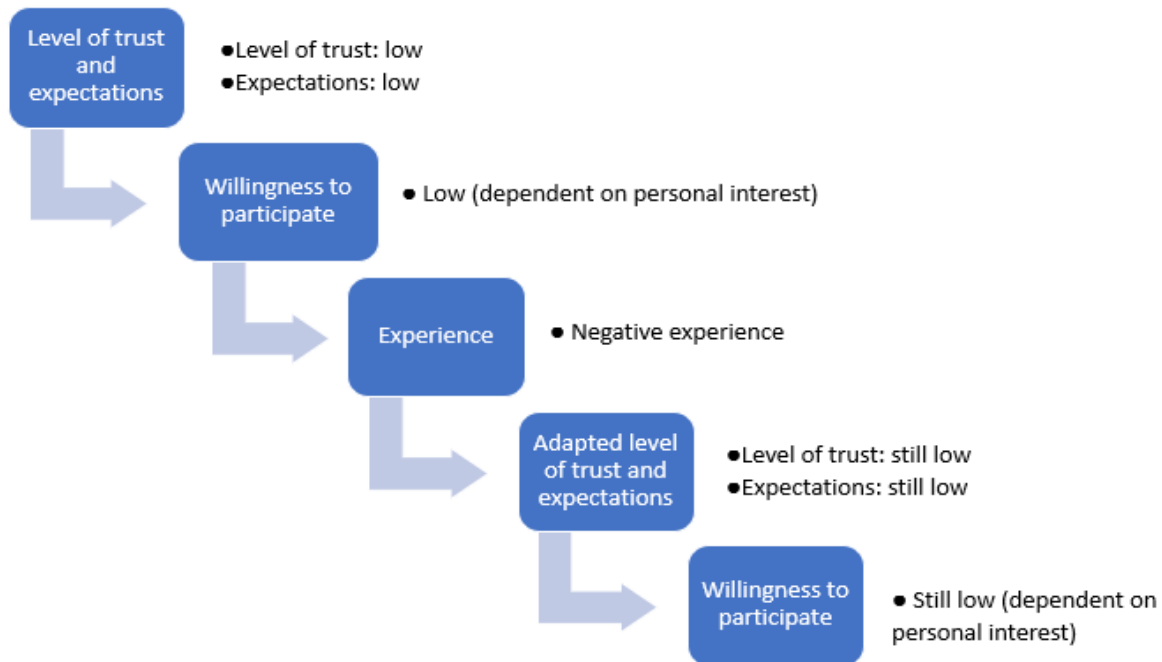 Level of trust
and
expectations
●Level of trust: low
●Expectations: low
Willingness to
participate
● Low (dependent on personal interest)
Experience
● Negative experience
Adapted level
of trust and
expectations
●Level of trust: still low
●Expectations: still low
Willingness to
participate
● Still low (dependent on
personal interest)